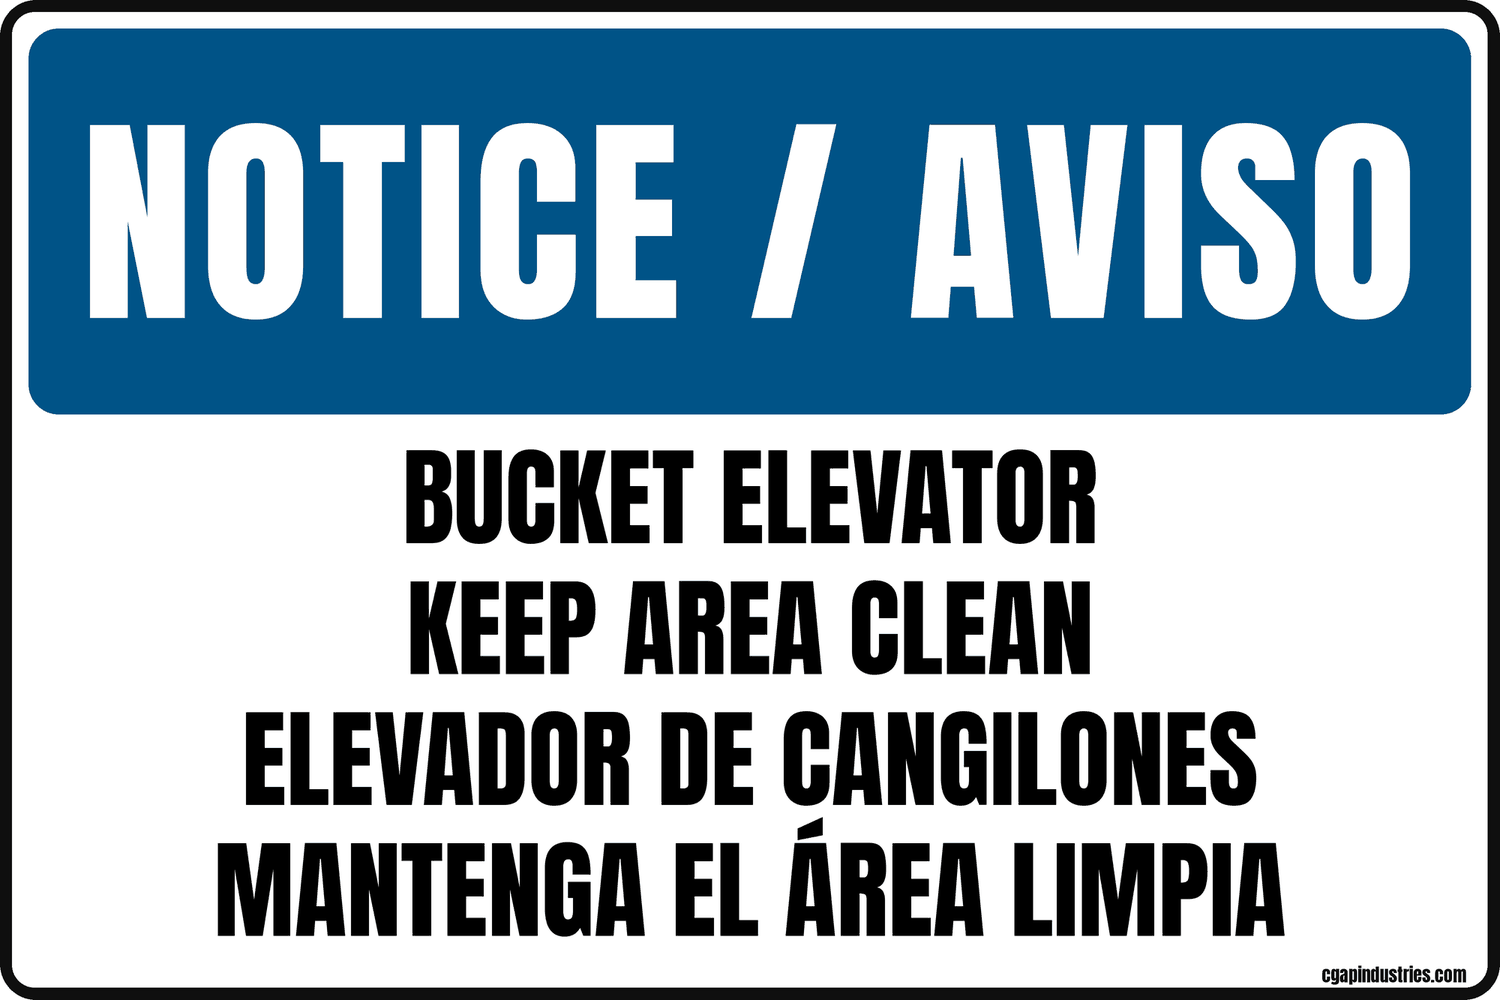 NOTICE / AVISO
BUCKET ELEVATOR
KEEP AREA CLEAN
ELEVADOR DE CANGILONES
MANTENGA EL ÁREA LIMPIA
cgapindustries.com